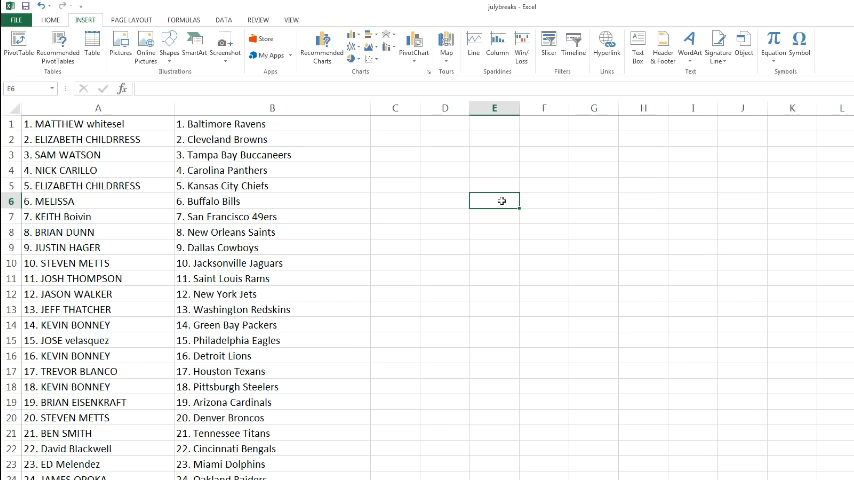 julybreaks - Excel
FILE HOME INSERT PAGE LAYOUT FORMULAS DATA REVIEW VIEW
PivotTable Recommended PivotTables Table Pictures Online Pictures Shapes SmartArt Screenshot Store My Apps Recommended Charts PivotChart Map Line Column Win/Loss Slicer Timeline Hyperlink Text Box Header & Footer WordArt Signature Line Object Equation Symbol
Tables Illustrations Apps Charts Tours Sparklines Filters Links Text Symbols
E6 fx
A B C D E F G H I J K L
1 1. MATTHEW whitesel 1. Baltimore Ravens
2 2. ELIZABETH CHILDRRESS 2. Cleveland Browns
3 3. SAM WATSON 3. Tampa Bay Buccaneers
4 4. NICK CARILLO 4. Carolina Panthers
5 5. ELIZABETH CHILDRRESS 5. Kansas City Chiefs
6 6. MELISSA 6. Buffalo Bills
7 7. KEITH Boivin 7. San Francisco 49ers
8 8. BRIAN DUNN 8. New Orleans Saints
9 9. JUSTIN HAGER 9. Dallas Cowboys
10 10. STEVEN METTS 10. Jacksonville Jaguars
11 11. JOSH THOMPSON 11. Saint Louis Rams
12 12. JASON WALKER 12. New York Jets
13 13. JEFF THATCHER 13. Washington Redskins
14 14. KEVIN BONNEY 14. Green Bay Packers
15 15. JOSE velasquez 15. Philadelphia Eagles
16 16. KEVIN BONNEY 16. Detroit Lions
17 17. TREVOR BLANCO 17. Houston Texans
18 18. KEVIN BONNEY 18. Pittsburgh Steelers
19 19. BRIAN EISENKRAFT 19. Arizona Cardinals
20 20. STEVEN METTS 20. Denver Broncos
21 21. BEN SMITH 21. Tennessee Titans
22 22. David Blackwell 22. Cincinnati Bengals
23 23. ED Melendez 23. Miami Dolphins
24 24. JAMES OPOKA 24. Oakland Raiders